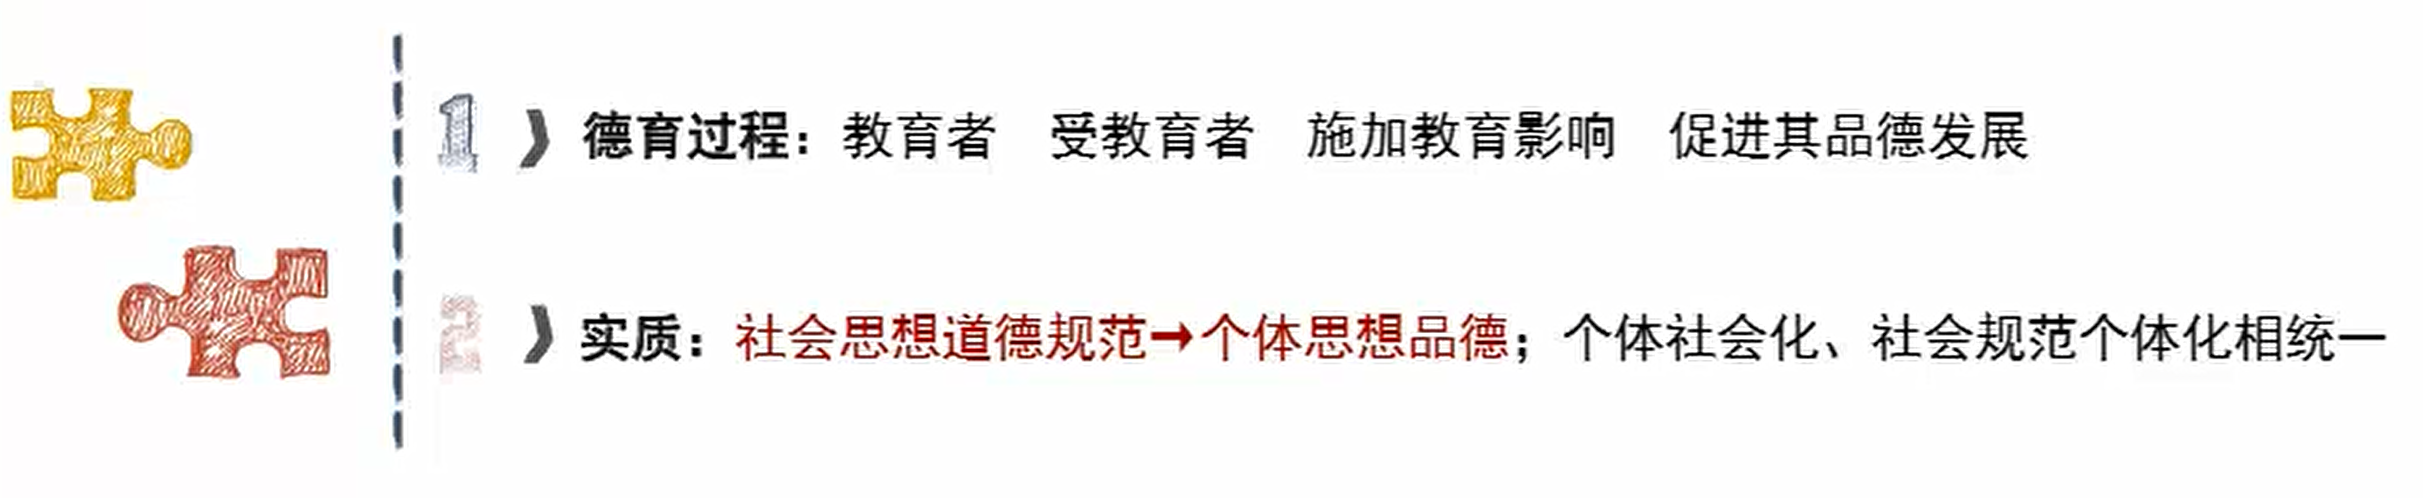 1 德育过程：教育者 受教育者 施加教育影响 促进其品德发展
2 实质：社会思想道德规范→个体思想品德；个体社会化、社会规范个体化相统一